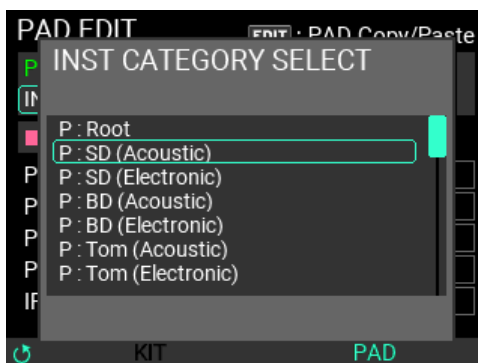 PAD EDIT
EDIT : PAD Copy/Paste
INST CATEGORY SELECT
P
IN
P : Root
P : SD (Acoustic)
P : SD (Electronic)
P : BD (Acoustic)
P : BD (Electronic)
P : Tom (Acoustic)
P : Tom (Electronic)
P
P
P
P
KIT
PAD